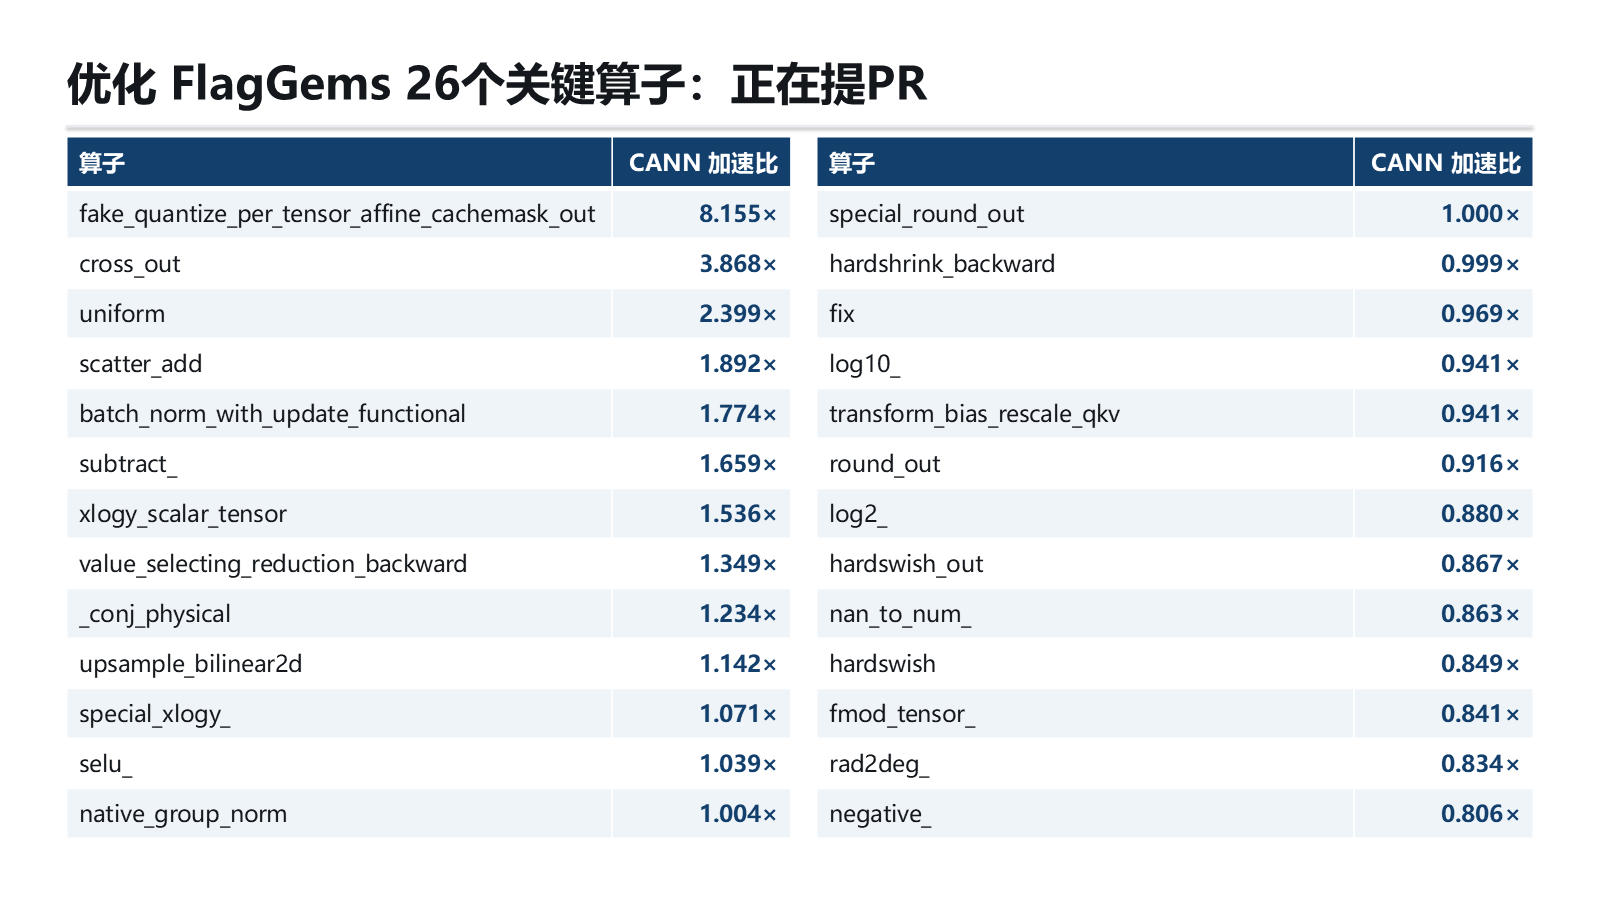 优化 FlagGems 26个关键算子：正在提PR
算子 CANN 加速比
fake_quantize_per_tensor_affine_cachemask_out 8.155×
cross_out 3.868×
uniform 2.399×
scatter_add 1.892×
batch_norm_with_update_functional 1.774×
subtract_ 1.659×
xlogy_scalar_tensor 1.536×
value_selecting_reduction_backward 1.349×
_conj_physical 1.234×
upsample_bilinear2d 1.142×
special_xlogy_ 1.071×
selu_ 1.039×
native_group_norm 1.004×
算子 CANN 加速比
special_round_out 1.000×
hardshrink_backward 0.999×
fix 0.969×
log10_ 0.941×
transform_bias_rescale_qkv 0.941×
round_out 0.916×
log2_ 0.880×
hardswish_out 0.867×
nan_to_num_ 0.863×
hardswish 0.849×
fmod_tensor_ 0.841×
rad2deg_ 0.834×
negative_ 0.806×